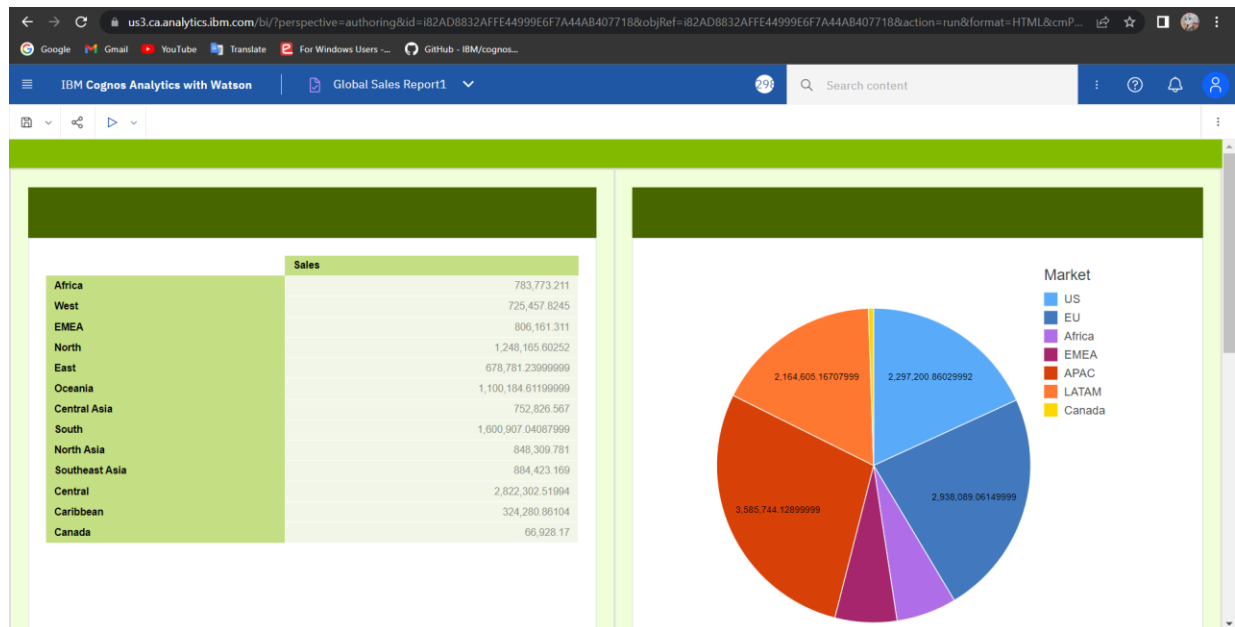 us3.ca.analytics.ibm.com/bi/?perspective=authoring&id=i82AD8832AFFE44999E6F7A44AB407718&objRef=i82AD8832AFFE44999E6F7A44AB407718&action=run&format=HTML&cmP...
Google Gmail YouTube Translate For Windows Users -... GitHub - IBM/cognos...
IBM Cognos Analytics with Watson Global Sales Report1 298 Search content
Sales
Africa 783,773.211
West 725,457.8245
EMEA 806,161.311
North 1,248,165.60252
East 678,781.23999999
Oceania 1,100,184.61199999
Central Asia 752,826.567
South 1,600,907.04087999
North Asia 848,309.781
Southeast Asia 884,423.169
Central 2,822,302.51994
Caribbean 324,280.86104
Canada 66,928.17
Market
US
EU
Africa
EMEA
APAC
LATAM
Canada
2,164,605.16707999 2,297,200.86029992
3,585,744.12899999 2,938,089.06149999